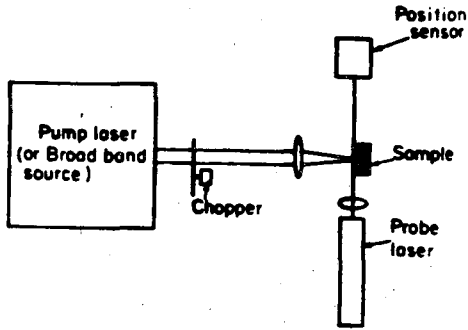 Position
sensor
Pump laser
(or Broad band
source)
Sample
Chopper
Probe
laser